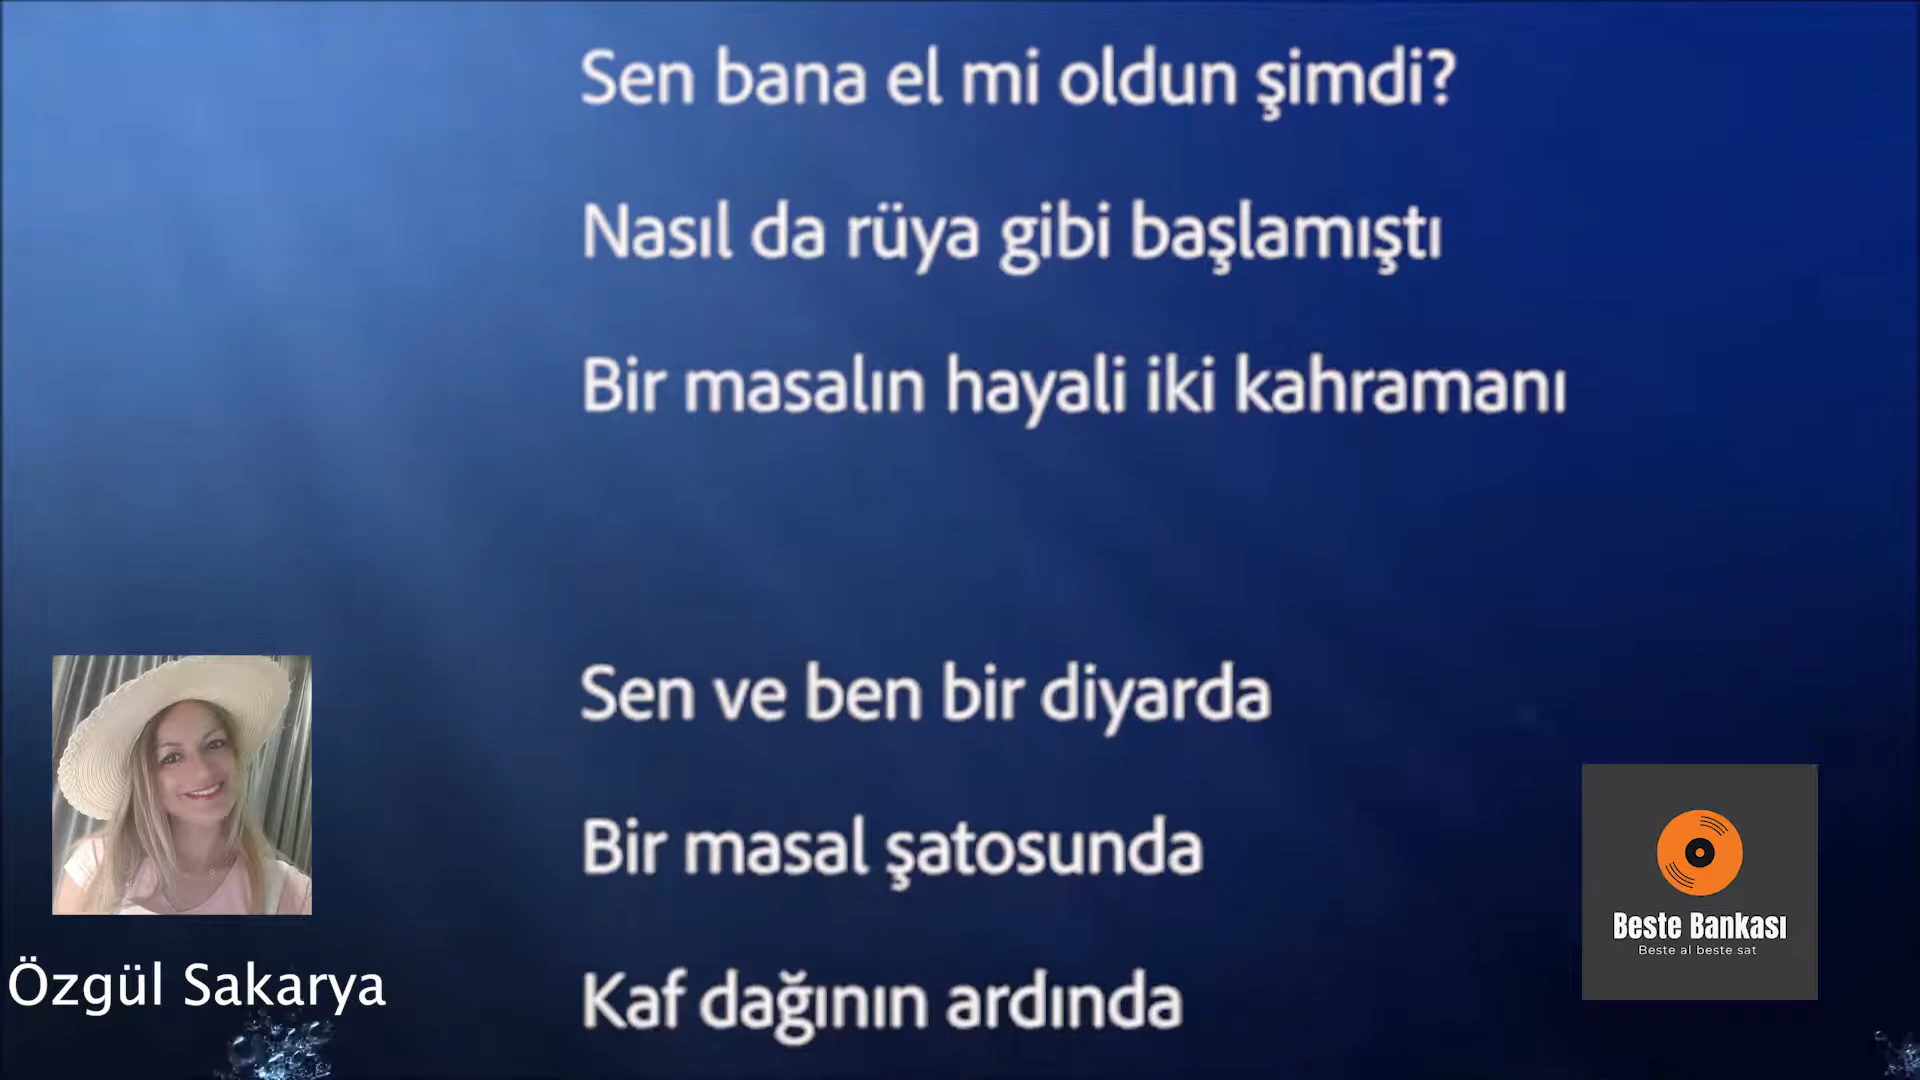 Sen bana el mi oldun şimdi?
Nasıl da rüya gibi başlamıştı
Bir masalın hayali iki kahramanı
Sen ve ben bir diyarda
Bir masal şatosunda
Kaf dağının ardında
Özgül Sakarya
Beste Bankası
Beste al beste sat